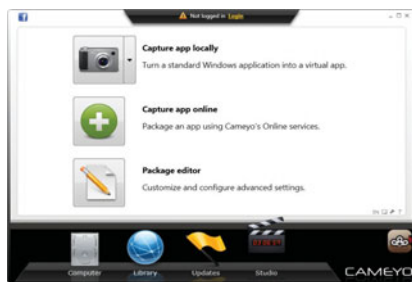 Not logged in Login
Capture app locally
Turn a standard Windows application into a virtual app.
Capture app online
Package an app using Cameyo's Online services.
Package editor
Customize and configure advanced settings.
Computer
Library
Updates
Studio
CAMEYO